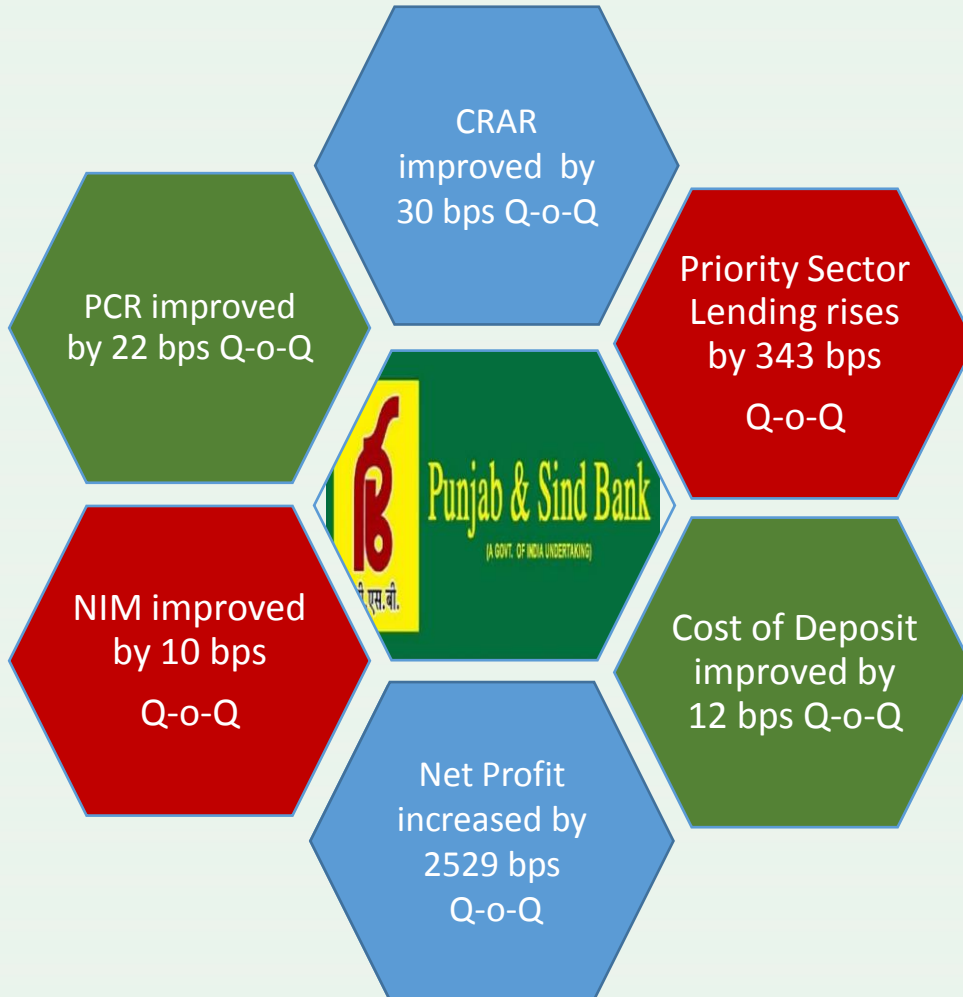 CRAR
improved by
30 bps Q-o-Q
PCR improved
by 22 bps Q-o-Q
Priority Sector
Lending rises
by 343 bps
Q-o-Q
Punjab & Sind Bank
(A GOVT. OF INDIA UNDERTAKING)
एस.बी.
NIM improved
by 10 bps
Q-o-Q
Cost of Deposit
improved by
12 bps Q-o-Q
Net Profit
increased by
2529 bps
Q-o-Q